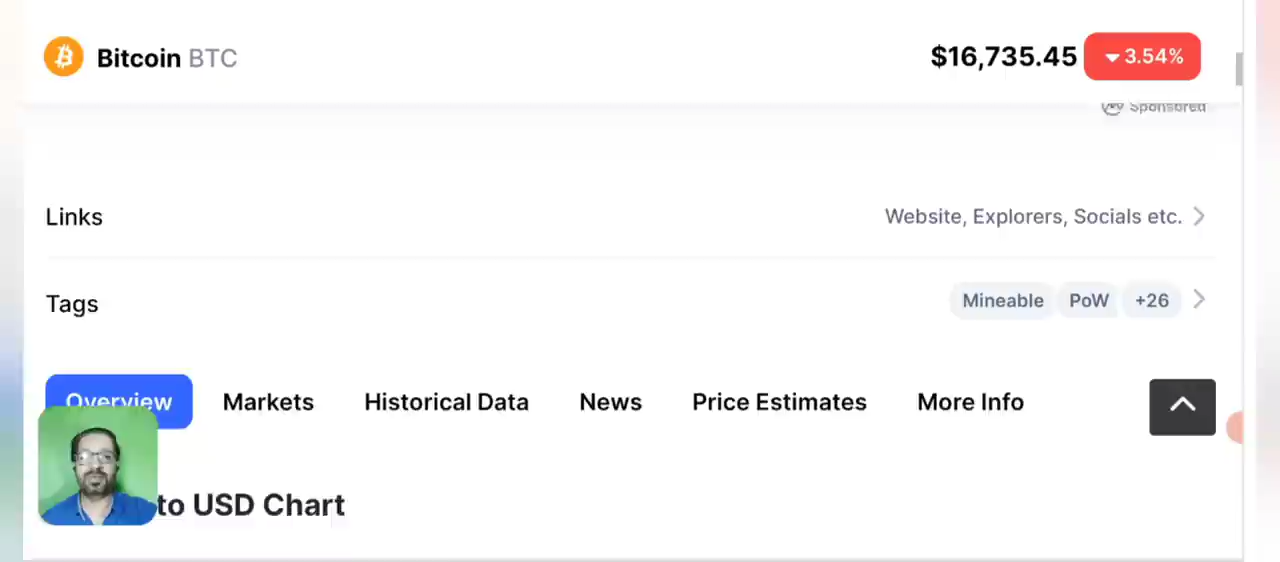 Bitcoin BTC $16,735.45 3.54%
Sponsored
Links Website, Explorers, Socials etc.
Tags Mineable PoW +26
Overview Markets Historical Data News Price Estimates More Info
to USD Chart